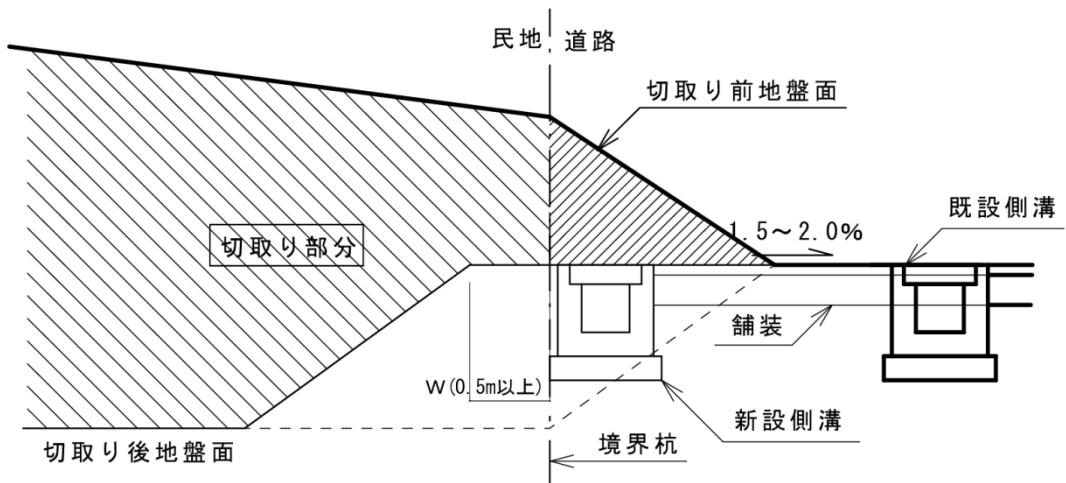 民地
道路
切取り前地盤面
既設側溝
1.5～2.0%
切取り部分
舗装
W(0.5m以上)
新設側溝
境界杭
切取り後地盤面